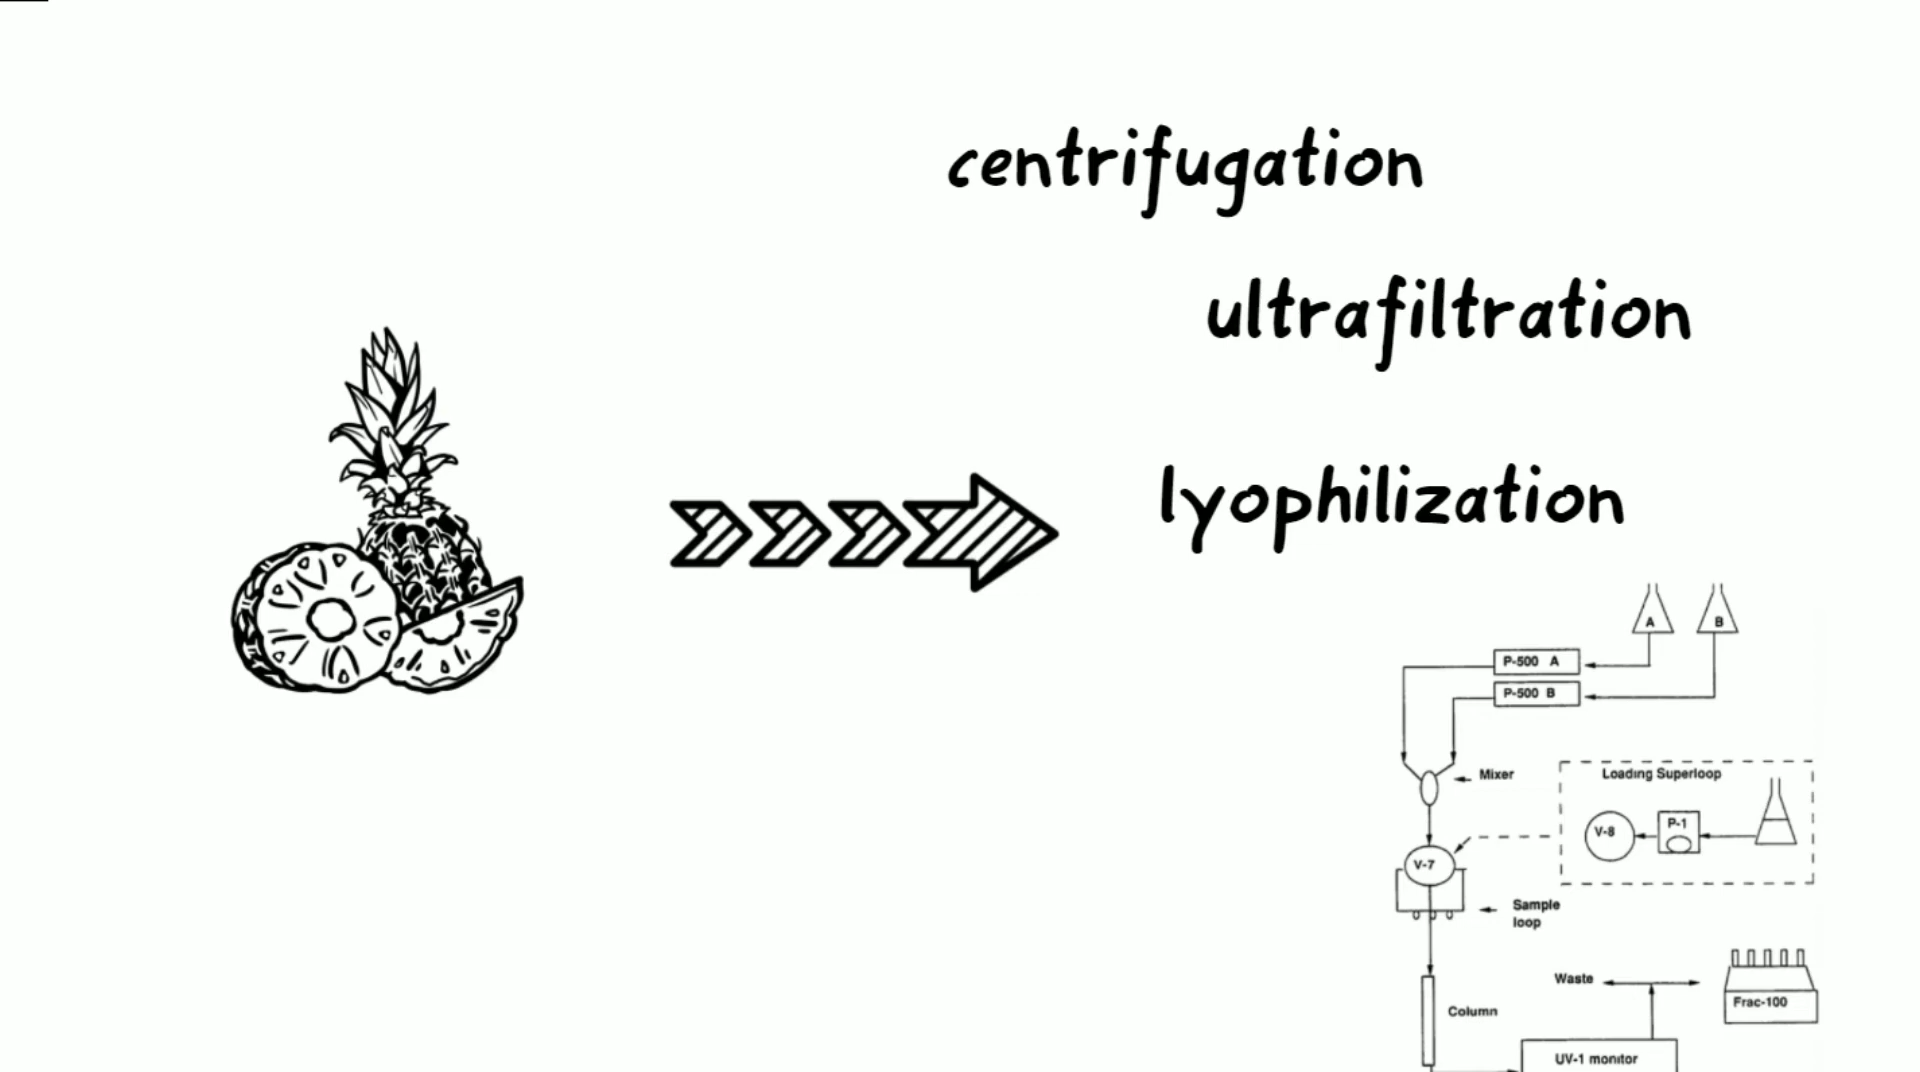 centrifugation
ultrafiltration
lyophilization
A
B
P-500 A
P-500 B
Mixer
Loading Superloop
V-8
P-1
V-7
Sample
loop
Waste
Frac-100
Column
UV-1 monitor